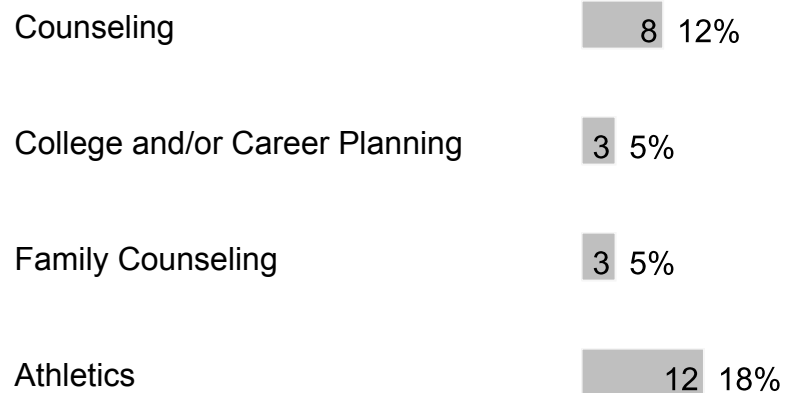 Counseling 8 12%
College and/or Career Planning 3 5%
Family Counseling 3 5%
Athletics 12 18%